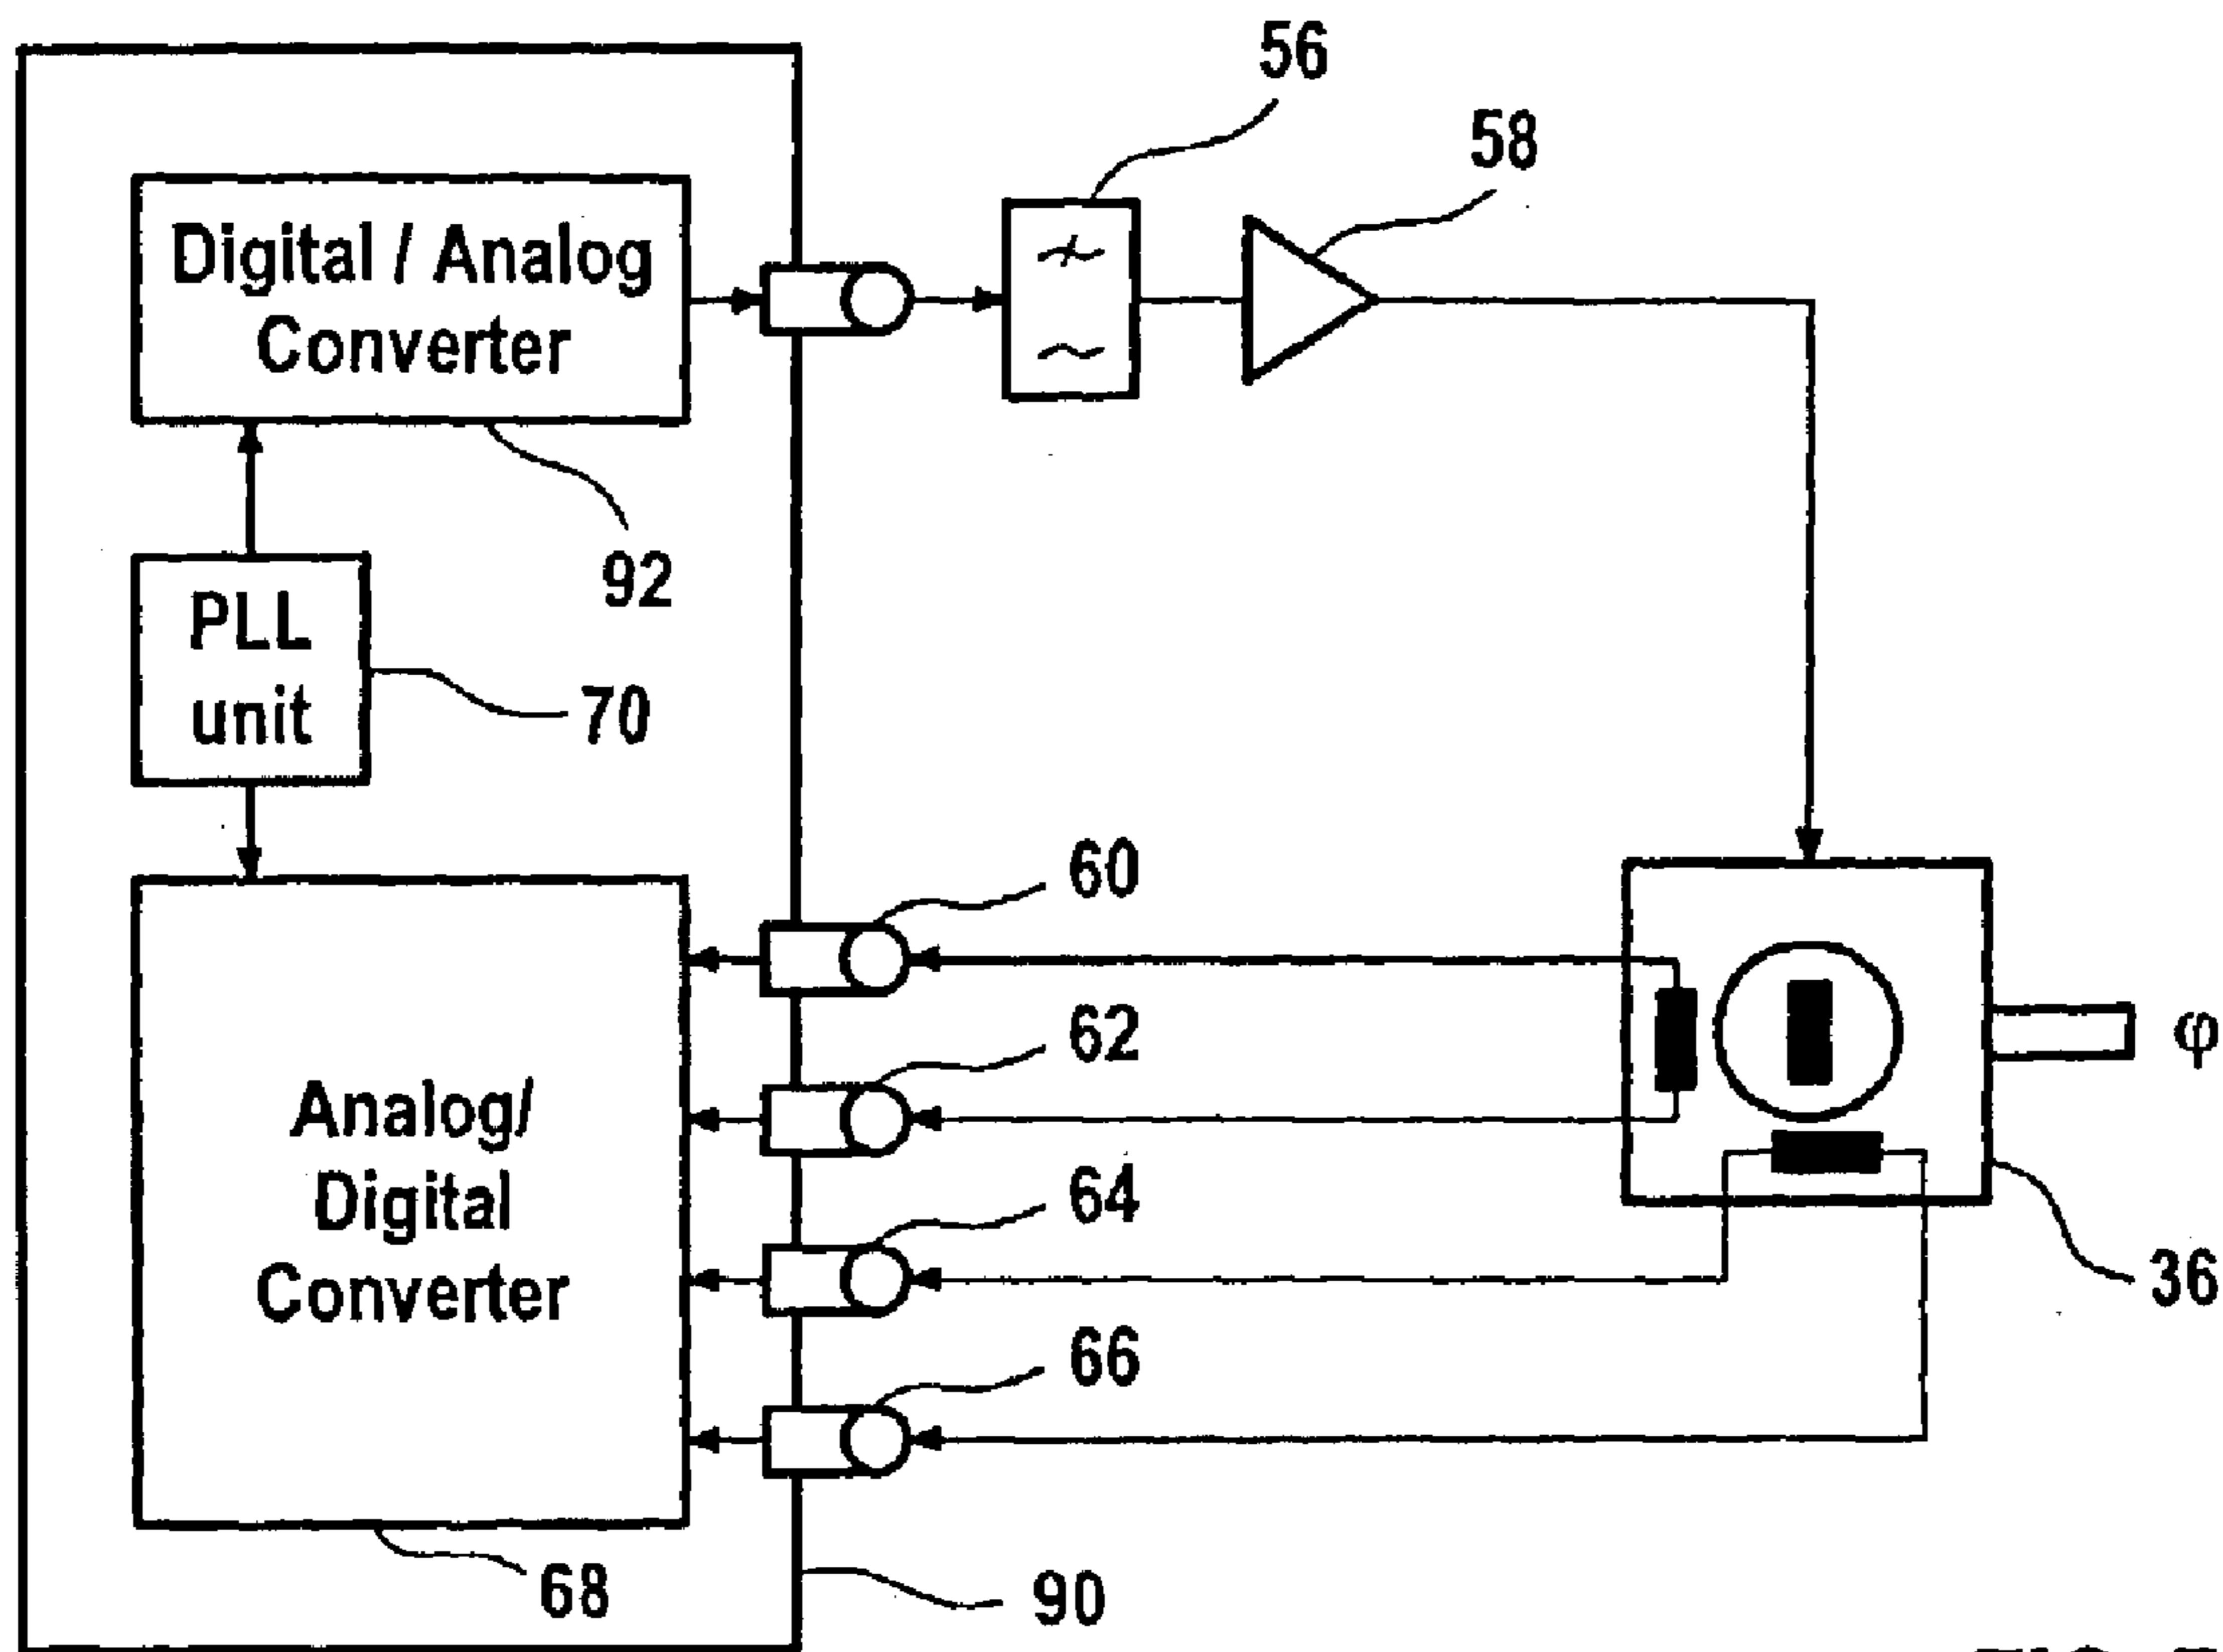 56
58
Digital / Analog
Converter
92
PLL
unit
70
60
62
φ
Analog/
Digital
Converter
64
36
66
68
90